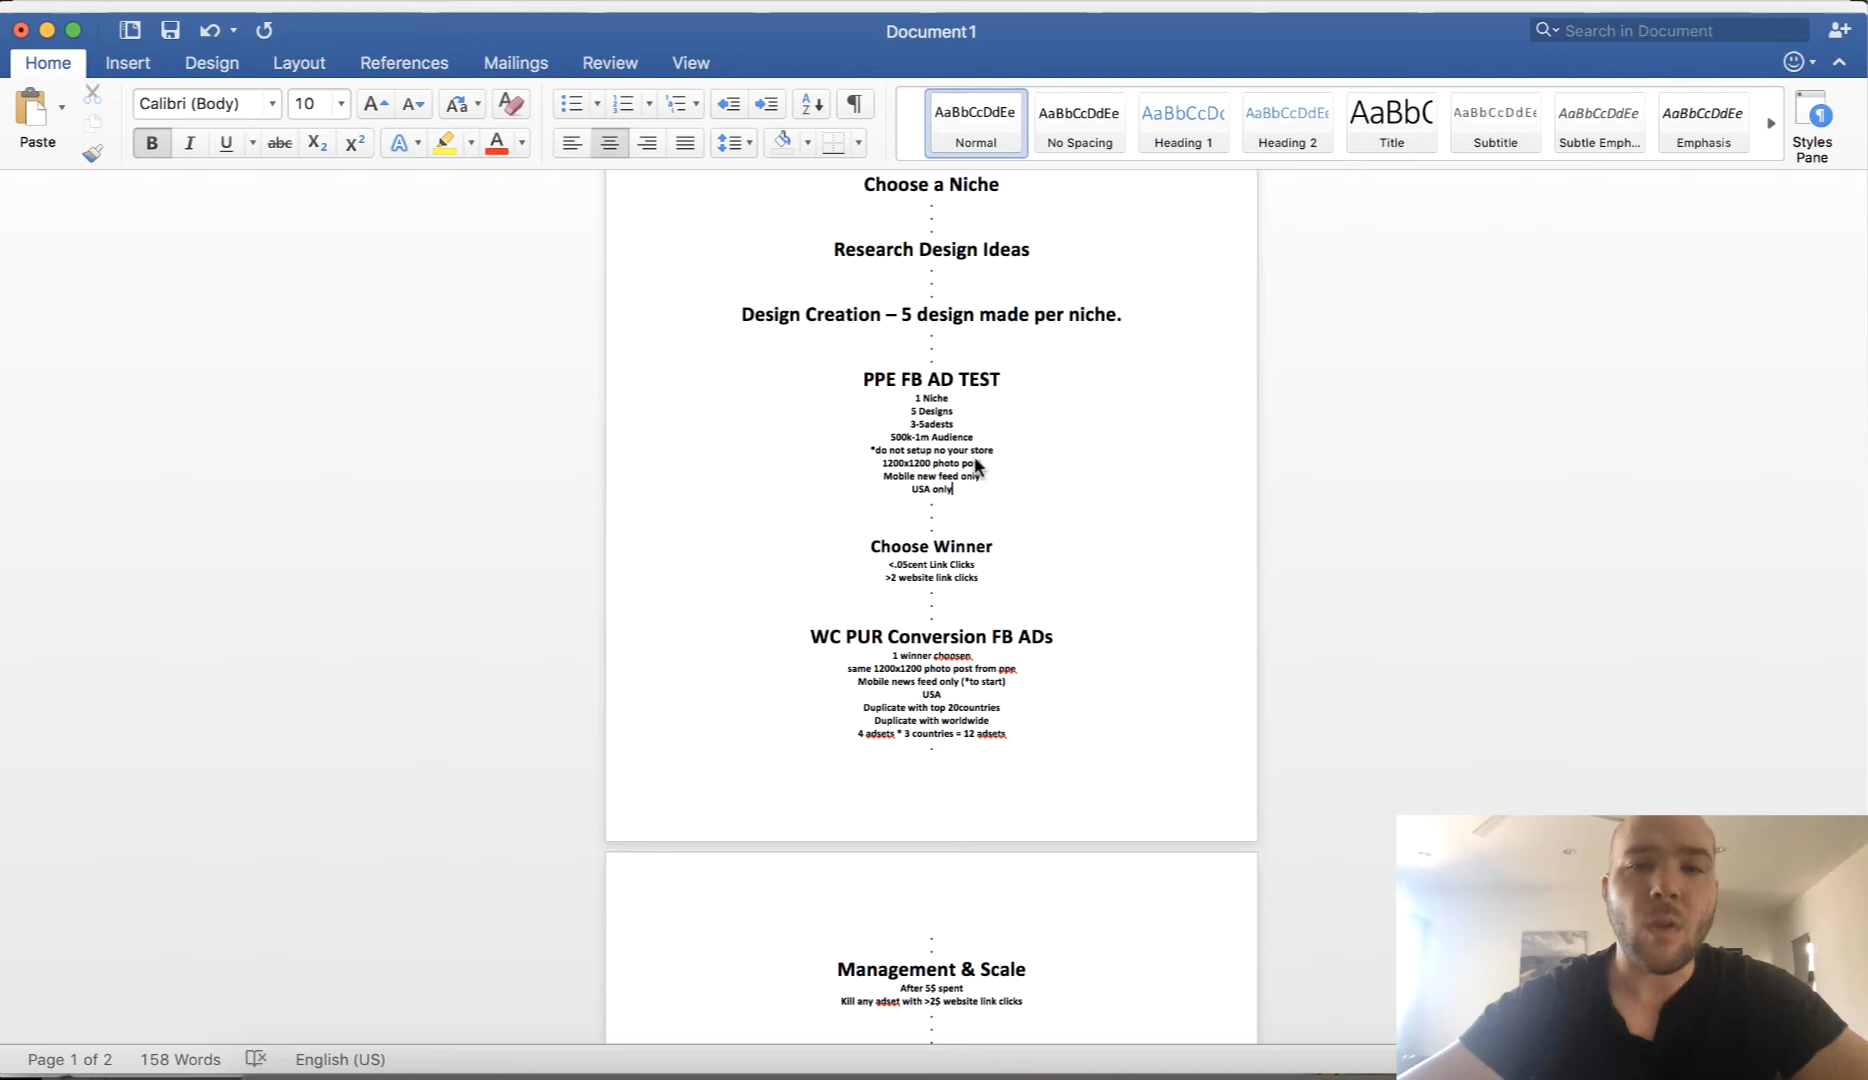 Document1
Search in Document
Home
Insert
Design
Layout
References
Mailings
Review
View
Paste
Calibri (Body)
10
AaBbCcDdEe
Normal
AaBbCcDdEe
No Spacing
AaBbCcDc
Heading 1
AaBbCcDdEe
Heading 2
AaBbC
Title
AaBbCcDdEe
Subtitle
AaBbCcDdEe
Subtle Emph...
AaBbCcDdEe
Emphasis
Styles
Pane
Choose a Niche
Research Design Ideas
Design Creation – 5 design made per niche.
PPE FB AD TEST
1 Niche
5 Designs
3-5adests
500k-1m Audience
*do not setup no your store
1200x1200 photo
Mobile new feed only
USA only
Choose Winner
<.05cent Link Clicks
>2 website link clicks
WC PUR Conversion FB ADs
1 winner choosen
same 1200x1200 photo post from ppe
Mobile news feed only (*to start)
USA
Duplicate with top 20countries
Duplicate with worldwide
4 adsets * 3 countries = 12 adsets
Management & Scale
After 5$ spent
Kill any adset with >2$ website link clicks
Page 1 of 2
158 Words
English (US)